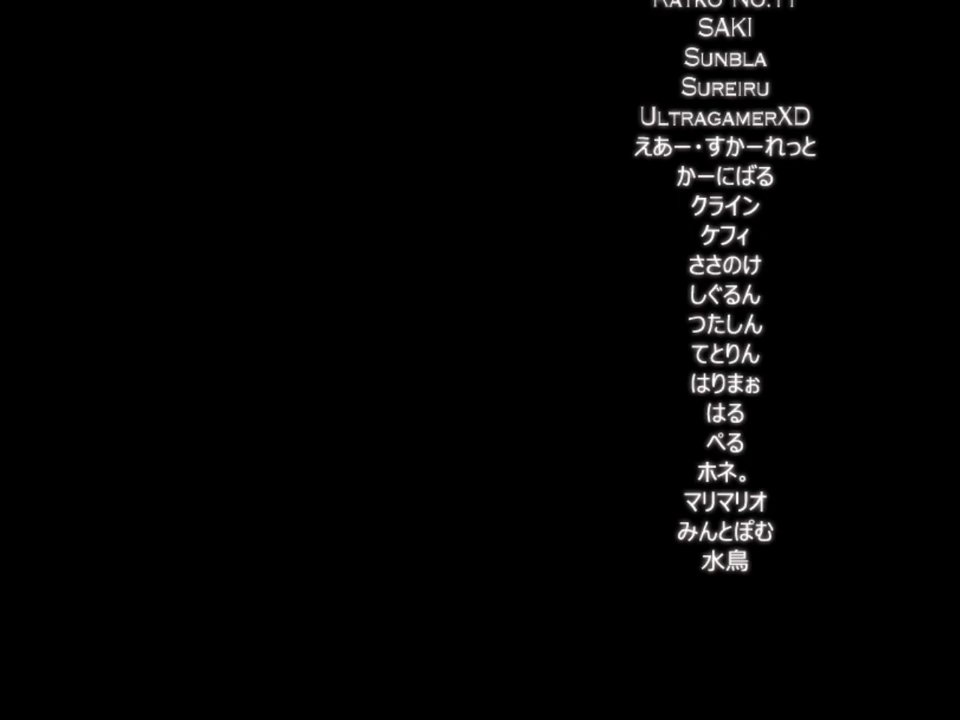 No.11
SAKI
Sunbla
Sureiru
UltragamerXD
えあー・すかーれっと
かーにばる
クライン
ケフィ
ささのけ
しぐるん
つたしん
てとりん
はりまぉ
はる
ぺる
ホネ。
マリマリオ
みんとぽむ
水鳥